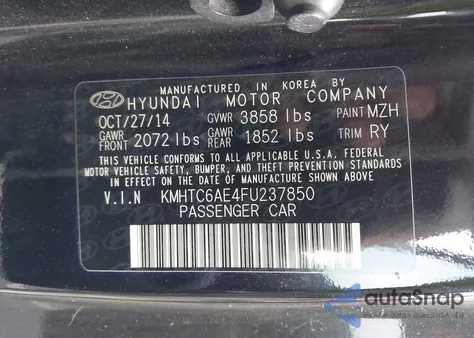 MANUFACTURED IN KOREA BY
HYUNDAI MOTOR COMPANY
OCT/27/14 GVWR 3858 lbs PAINT MZH
GAWR FRONT 2072 lbs GAWR REAR 1852 lbs TRIM RY
THIS VEHICLE CONFORMS TO ALL APPLICABLE U.S.A. FEDERAL
MOTOR VEHICLE SAFETY, BUMPER, AND THEFT PREVENTION STANDARDS
IN EFFECT ON THE DATE OF MANUFACTURE SHOWN ABOVE.
V.I.N KMHTC6AE4FU237850
PASSENGER CAR
autoSnap